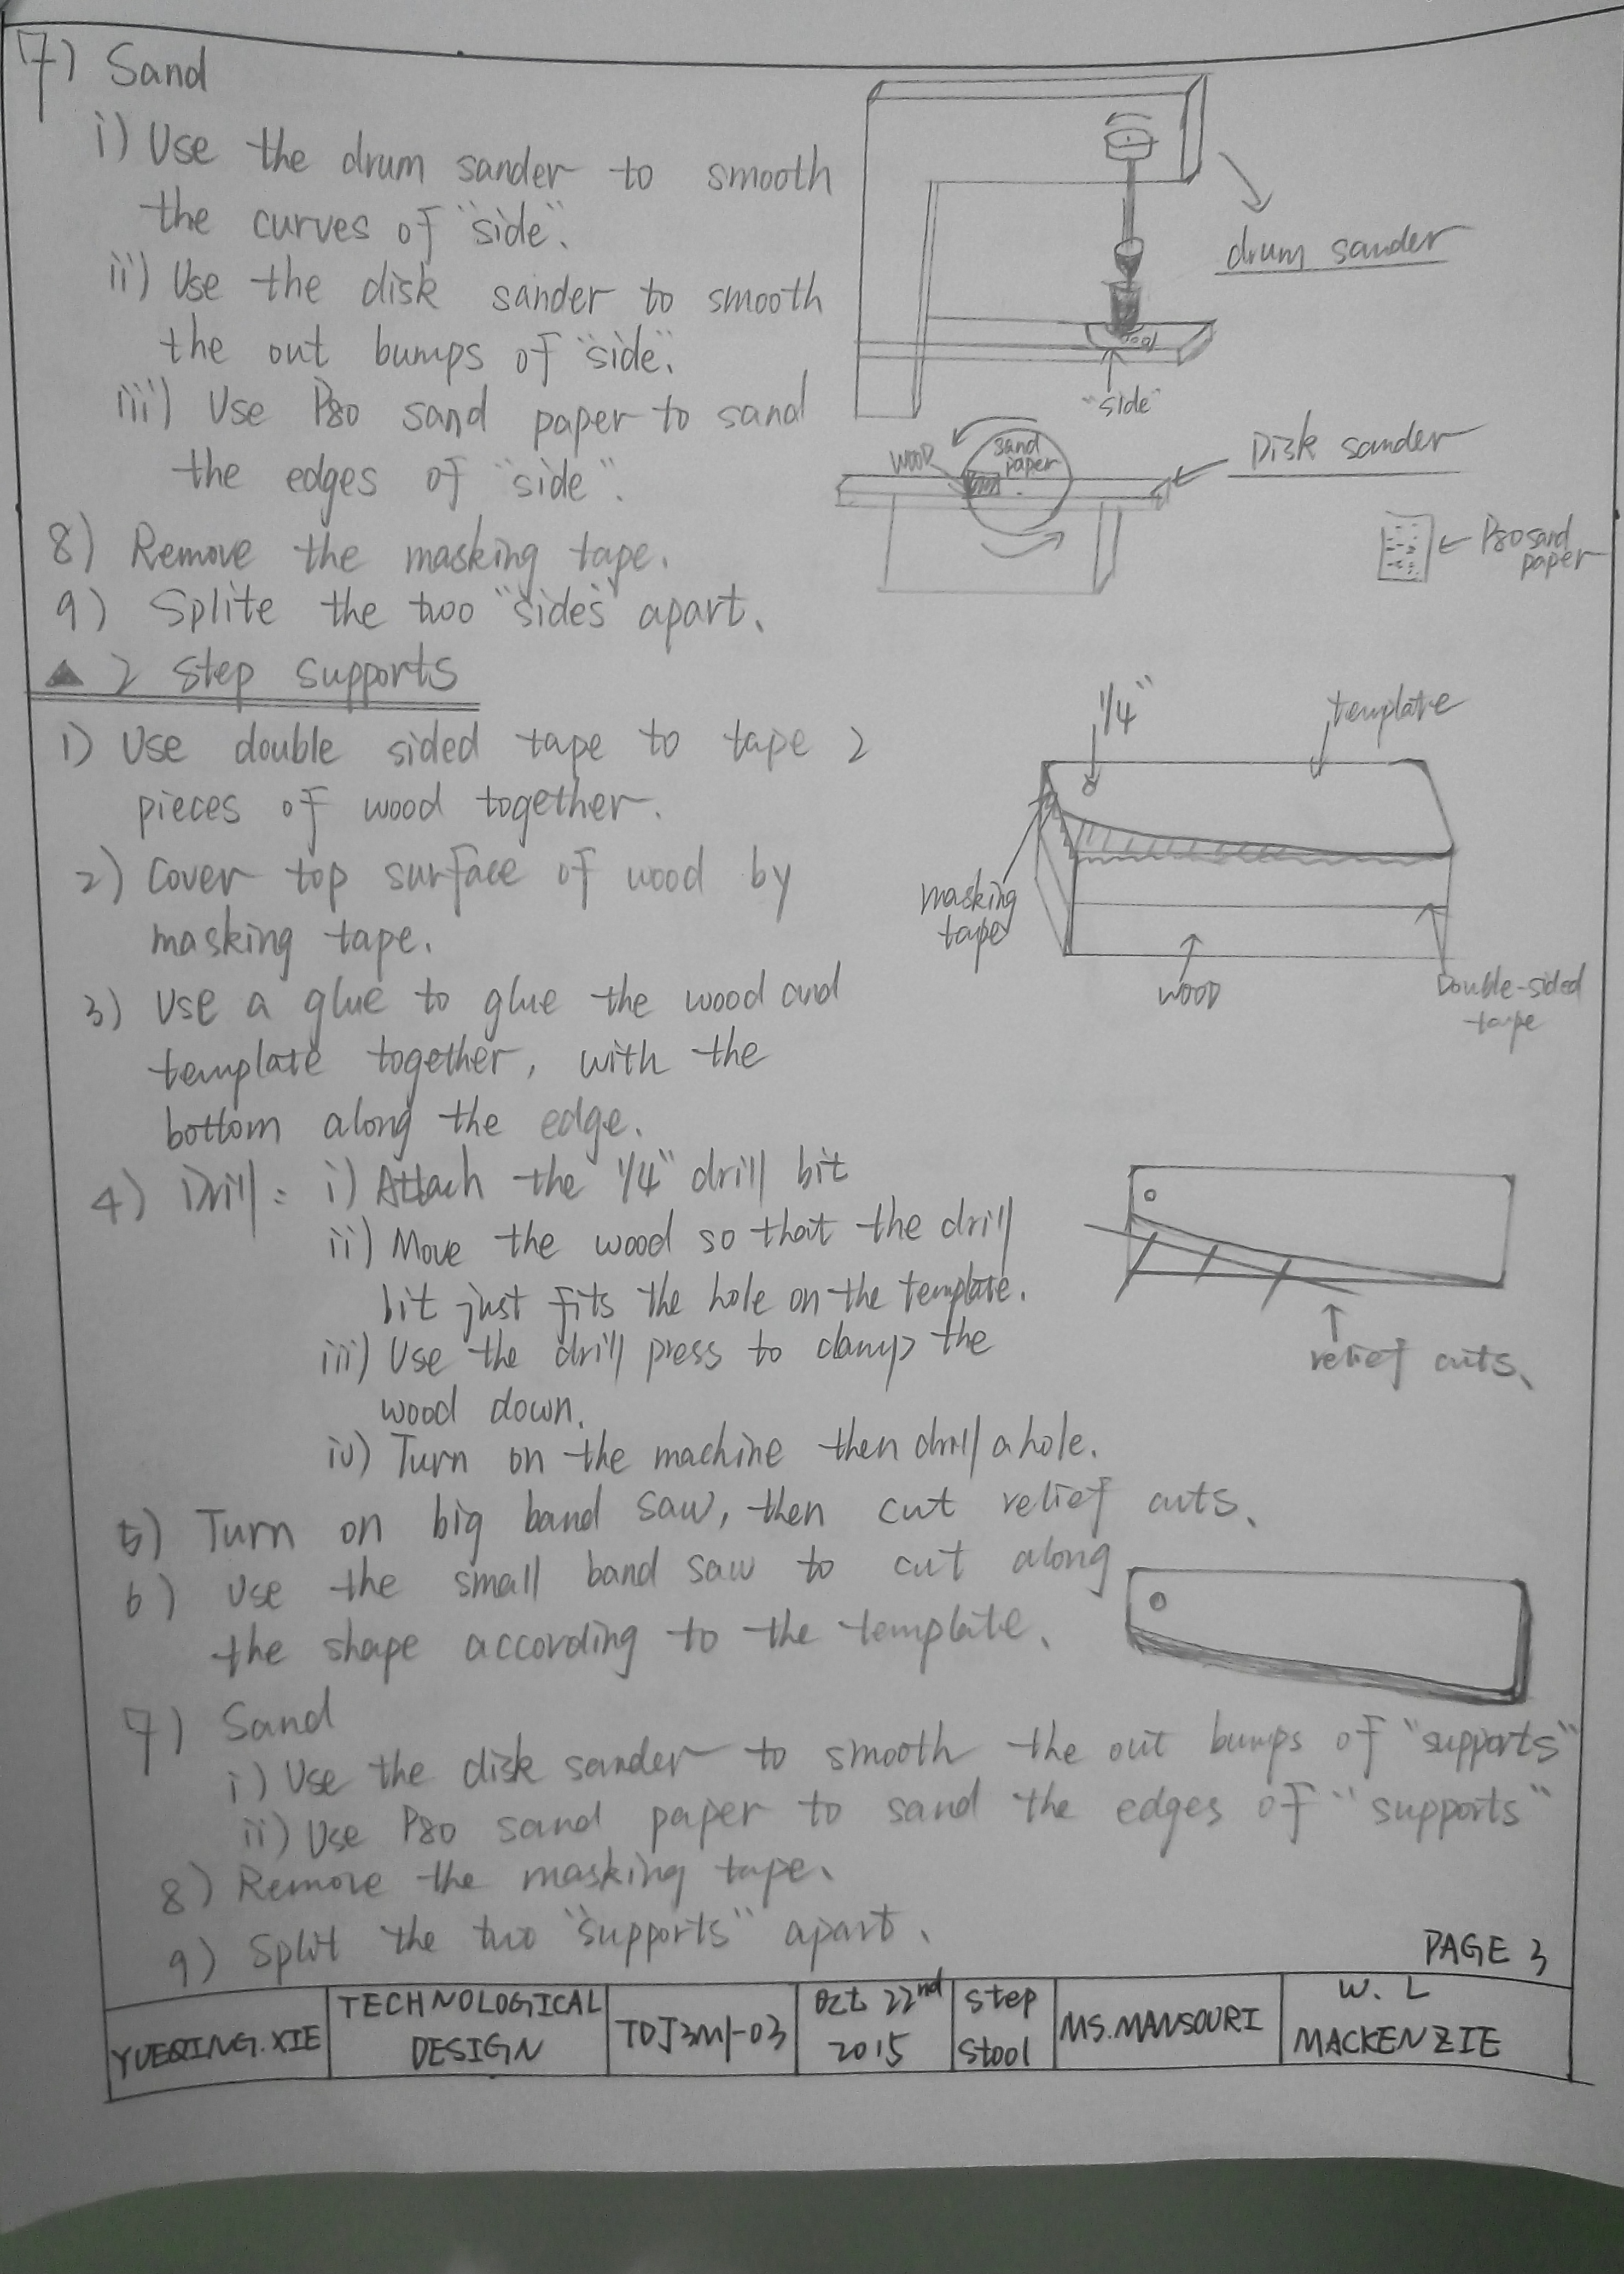 7) Sand
i) Use the drum sander to smooth
the curves of "side".
ii) Use the disk sander to smooth
the out bumps of "side".
iii) Use P80 sand paper to sand
the edges of "side".
8) Remove the masking tape.
9) Splite the two "sides" apart.
drum sander
"side"
wood
sand
paper
Disk sander
P80 sand
paper
▲ 2 Step Supports
1) Use double sided tape to tape 2
pieces of wood together.
2) Cover top surface of wood by
masking tape.
3) Use a glue to glue the wood and
template together, with the
bottom along the edge.
1/4"
template
masking
tape
wood
Double-sided
tape
4) Drill: i) Attach the 1/4" drill bit
ii) Move the wood so that the drill
bit just fits the hole on the template.
iii) Use the drill press to clamp the
wood down.
iv) Turn on the machine then drill a hole.
relief cuts.
5) Turn on big band saw, then cut relief cuts.
6) Use the small band saw to cut along
the shape according to the template.
7) Sand
i) Use the disk sander to smooth the out bumps of "supports"
ii) Use P80 sand paper to sand the edges of "supports"
8) Remove the masking tape.
9) Split the two "supports" apart.
PAGE 3
YUEQING.XIE
TECHNOLOGICAL
DESIGN
TDJ3M1-03
Oct 22nd
2015
Step
Stool
MS.MANSOURI
W. L
MACKENZIE